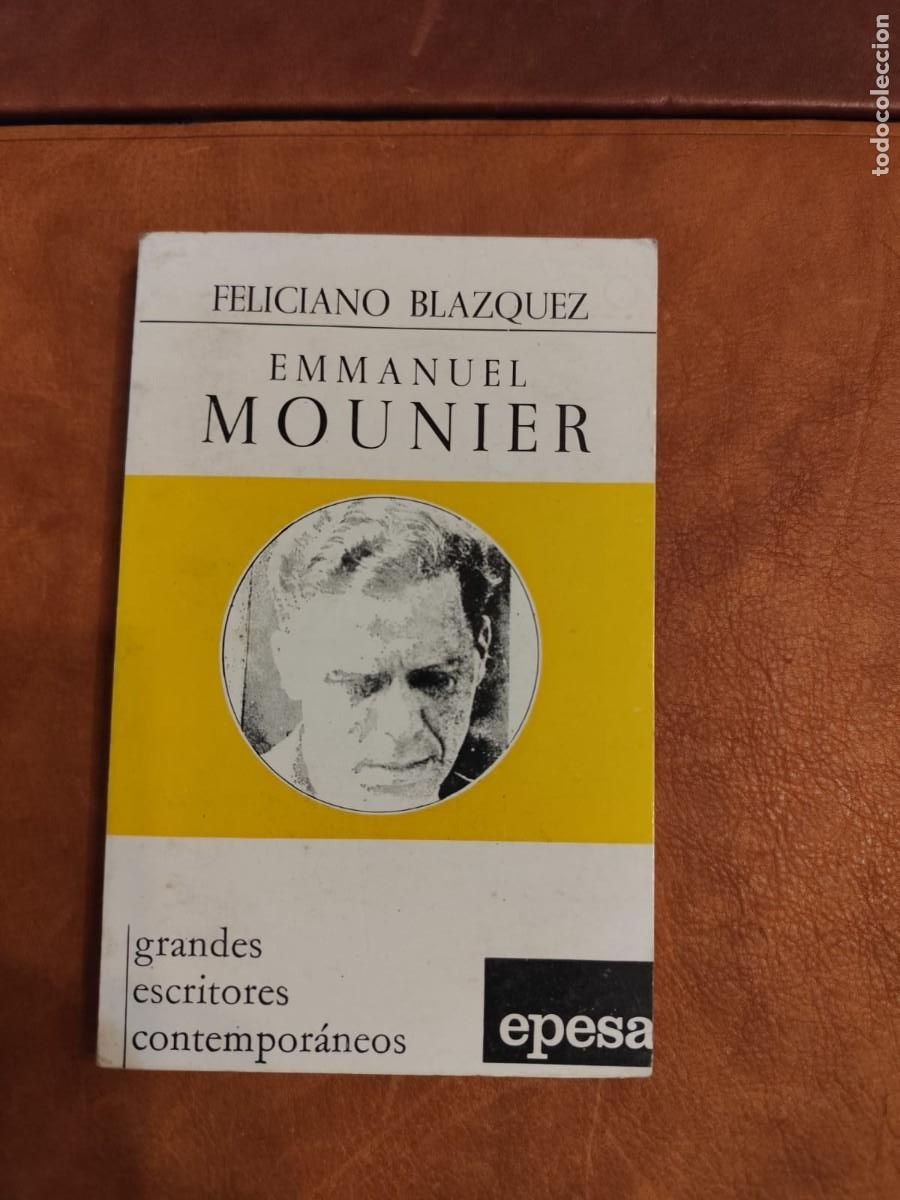 todocoleccion
FELICIANO BLAZQUEZ
EMMANUEL
MOUNIER
grandes
escritores
contemporáneos
epesa